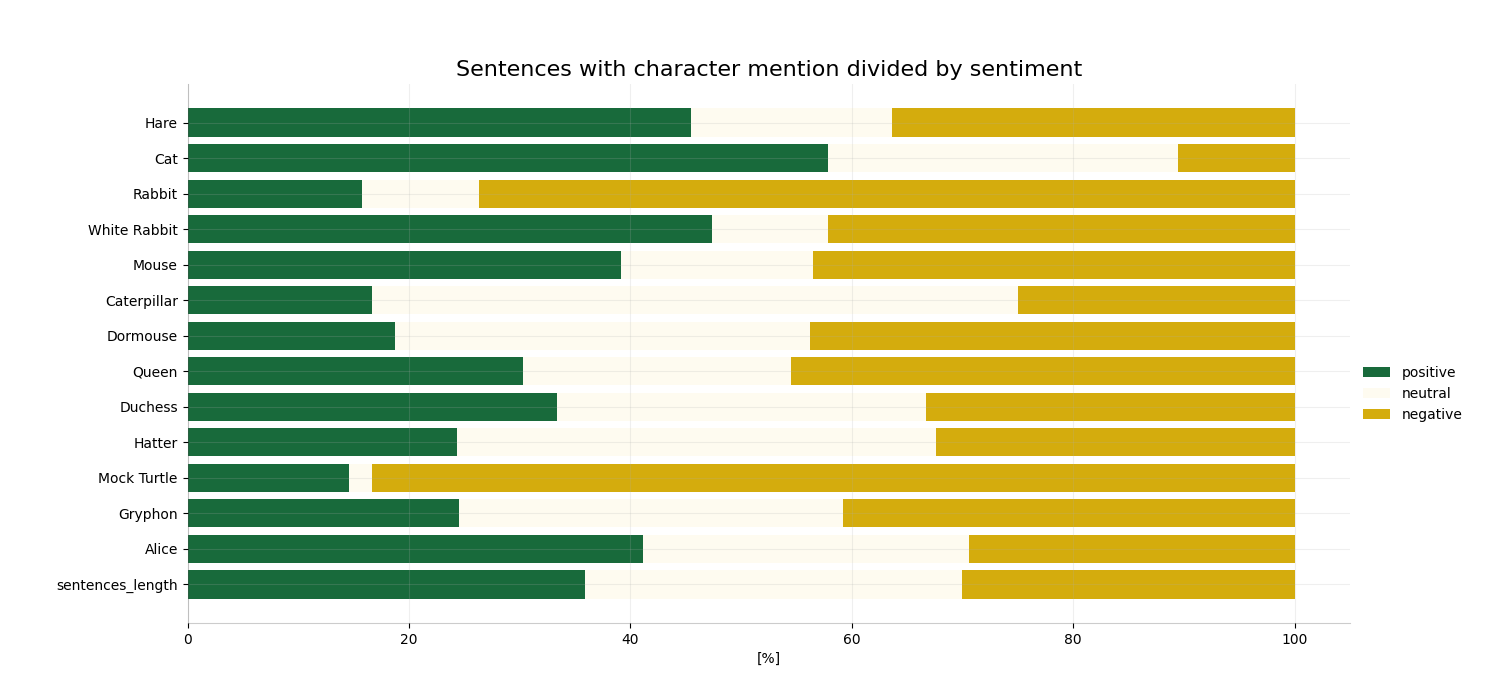 Sentences with character mention divided by sentiment
Hare
Cat
Rabbit
White Rabbit
Mouse
Caterpillar
Dormouse
Queen
Duchess
Hatter
Mock Turtle
Gryphon
Alice
sentences_length
0 20 40 60 80 100
[%]
positive
neutral
negative